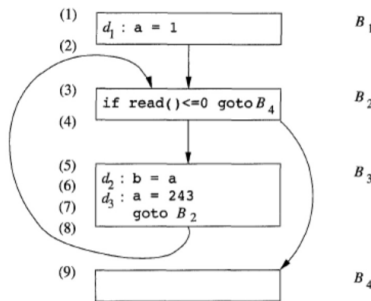 (1)
d1 : a = 1 B1
(2)
(3)
if read()<=0 goto B4 B2
(4)
(5)
d2 : b = a B3
(6)
d3 : a = 243
(7)
goto B2
(8)
(9)
B4